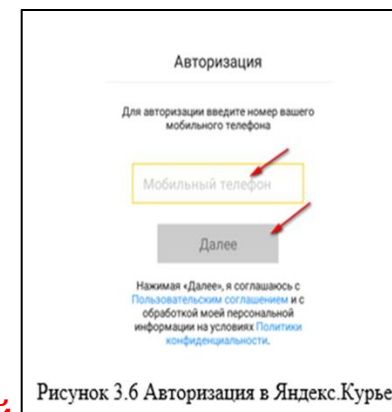 Авторизация
Для авторизации введите номер вашего
мобильного телефона
Мобильный телефон
Далее
Нажимая «Далее», я соглашаюсь с
Пользовательским соглашением и с
обработкой моей персональной
информации на условиях Политики
конфиденциальности.
Рисунок 3.6 Авторизация в Яндекс.Курье